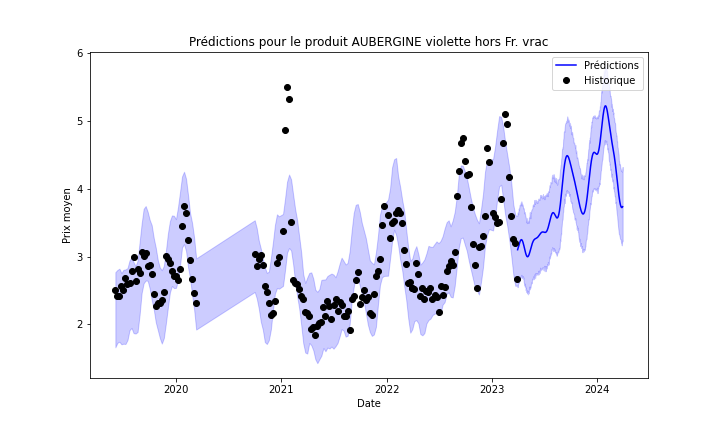 Prédictions pour le produit AUBERGINE violette hors Fr. vrac
Prédictions
Historique
Prix moyen
6
5
4
3
2
2020
2021
2022
2023
2024
Date